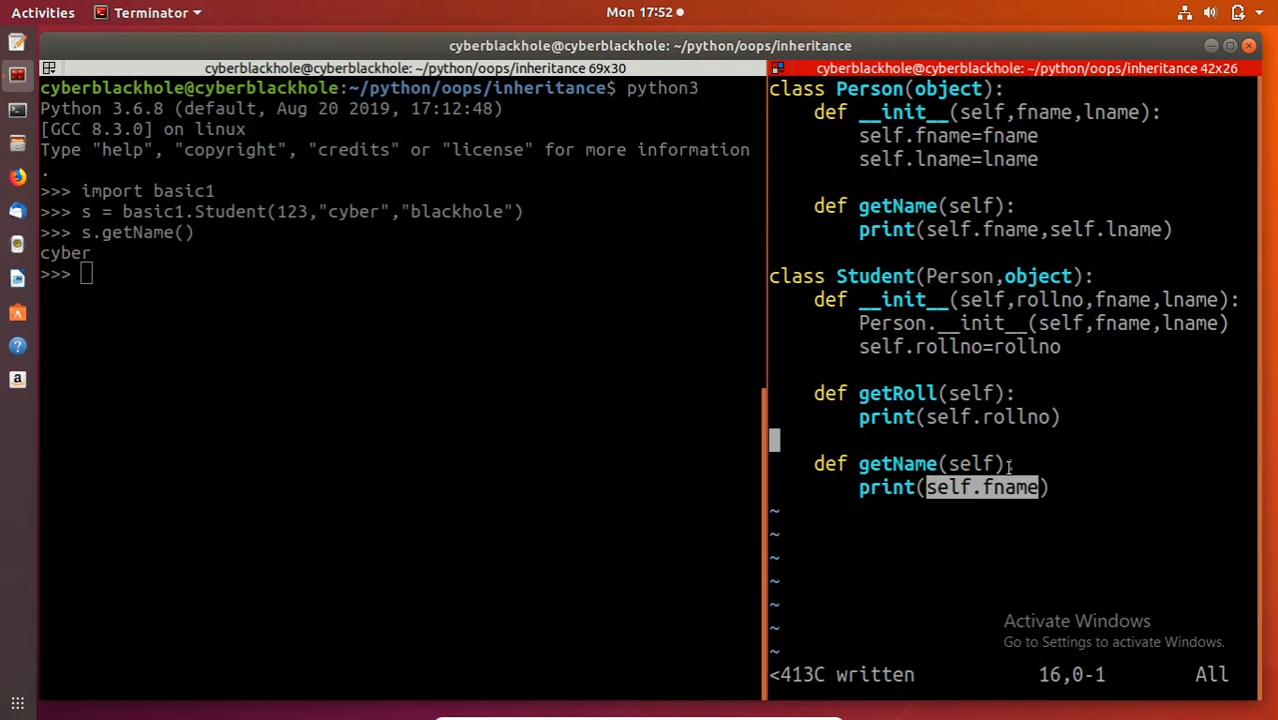 Activities
Terminator
Mon 17:52
cyberblackhole@cyberblackhole: ~/python/oops/inheritance
cyberblackhole@cyberblackhole: ~/python/oops/inheritance 69x30
cyberblackhole@cyberblackhole:~/python/oops/inheritance$ python3
Python 3.6.8 (default, Aug 20 2019, 17:12:48)
[GCC 8.3.0] on linux
Type "help", "copyright", "credits" or "license" for more information
.
>>> import basic1
>>> s = basic1.Student(123,"cyber","blackhole")
>>> s.getName()
cyber
>>>
cyberblackhole@cyberblackhole: ~/python/oops/inheritance 42x26
class Person(object):
    def __init__(self,fname,lname):
        self.fname=fname
        self.lname=lname

    def getName(self):
        print(self.fname,self.lname)

class Student(Person,object):
    def __init__(self,rollno,fname,lname):
        Person.__init__(self,fname,lname)
        self.rollno=rollno

    def getRoll(self):
        print(self.rollno)

    def getName(self):
        print(self.fname)
~
~
~
~
~
~
~
<413C written 16,0-1 All
Activate Windows
Go to Settings to activate Windows.